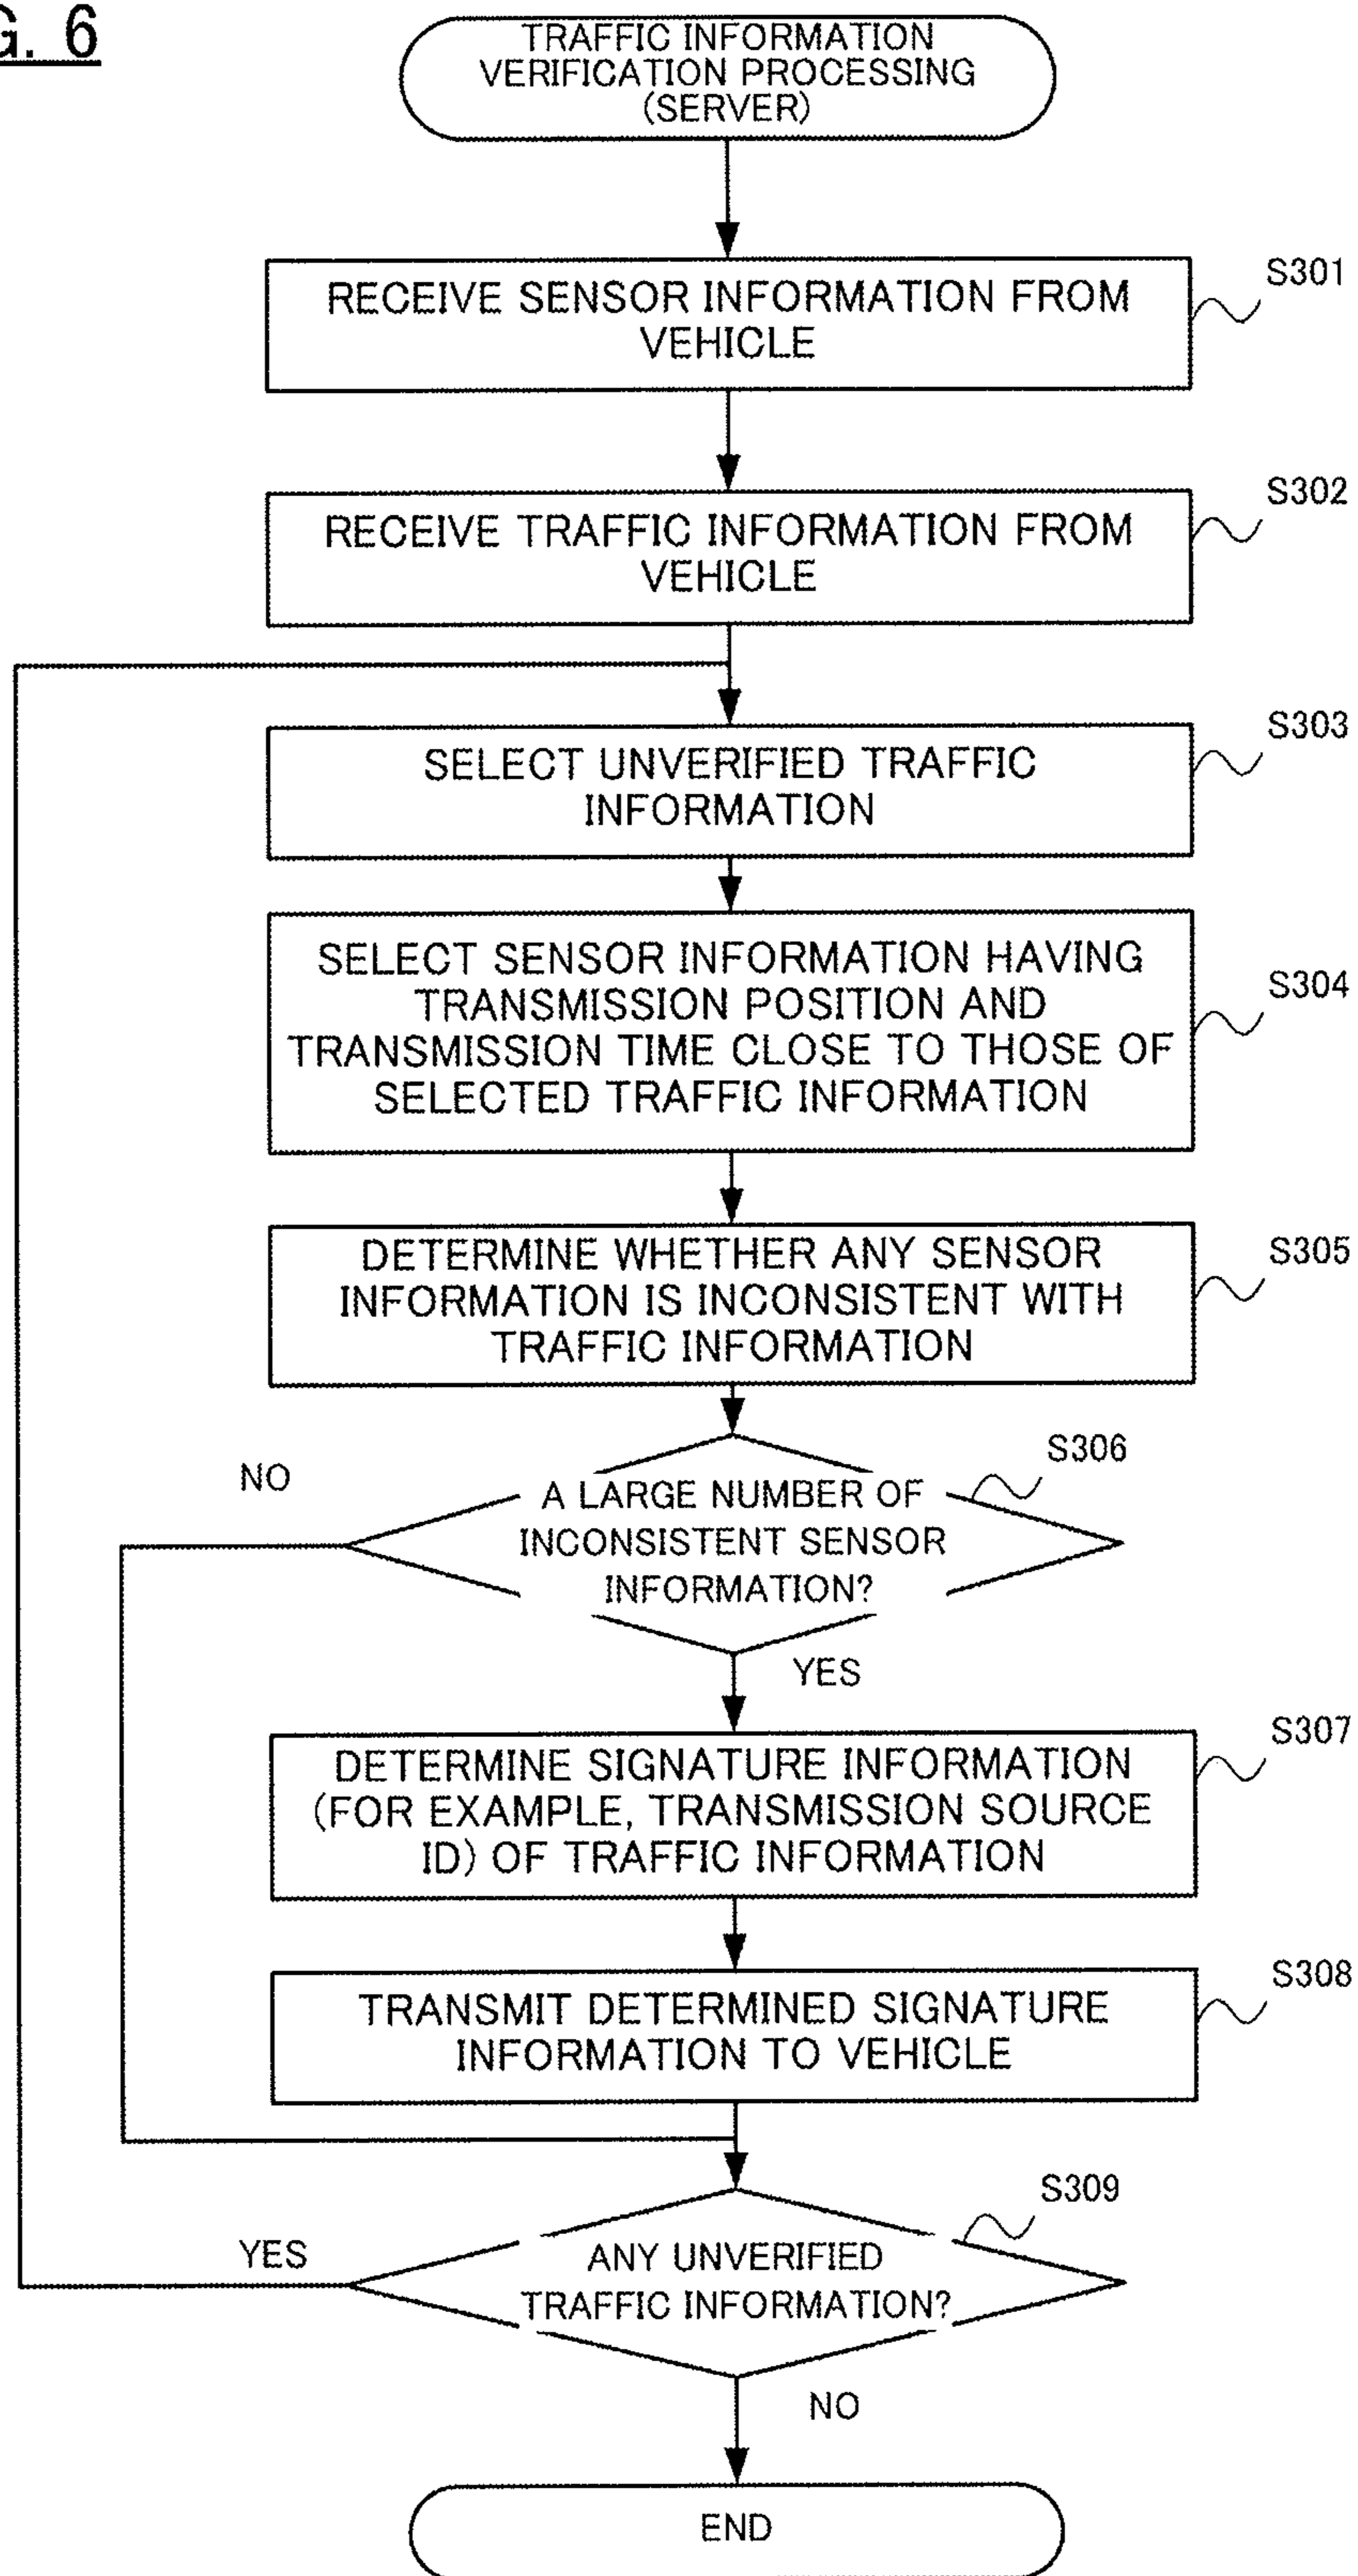 G. 6
TRAFFIC INFORMATION
VERIFICATION PROCESSING
(SERVER)
S301
RECEIVE SENSOR INFORMATION FROM
VEHICLE
S302
RECEIVE TRAFFIC INFORMATION FROM
VEHICLE
S303
SELECT UNVERIFIED TRAFFIC
INFORMATION
S304
SELECT SENSOR INFORMATION HAVING
TRANSMISSION POSITION AND
TRANSMISSION TIME CLOSE TO THOSE OF
SELECTED TRAFFIC INFORMATION
S305
DETERMINE WHETHER ANY SENSOR
INFORMATION IS INCONSISTENT WITH
TRAFFIC INFORMATION
S306
NO
A LARGE NUMBER OF
INCONSISTENT SENSOR
INFORMATION?
YES
S307
DETERMINE SIGNATURE INFORMATION
(FOR EXAMPLE, TRANSMISSION SOURCE
ID) OF TRAFFIC INFORMATION
S308
TRANSMIT DETERMINED SIGNATURE
INFORMATION TO VEHICLE
S309
YES
ANY UNVERIFIED
TRAFFIC INFORMATION?
NO
END